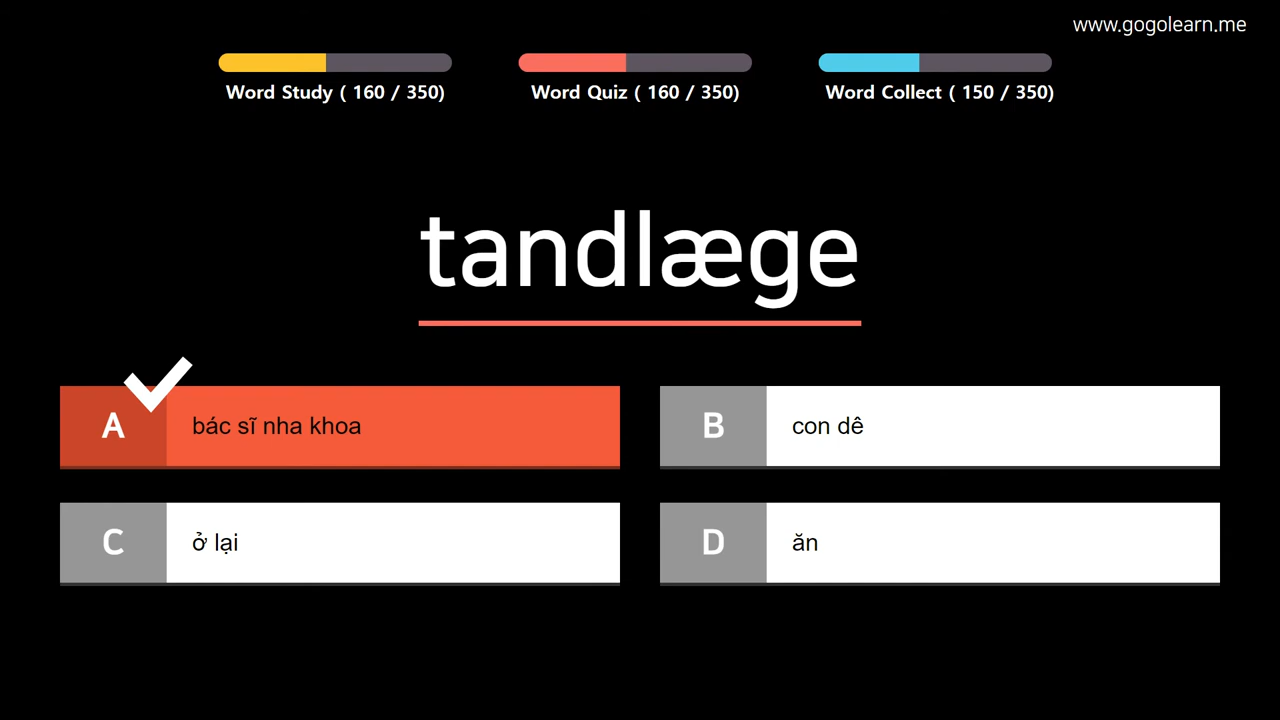 www.gogolearn.me
Word Study ( 160 / 350)
Word Quiz ( 160 / 350)
Word Collect ( 150 / 350)
tandlæge
A bác sĩ nha khoa
B con dê
C ở lại
D ăn